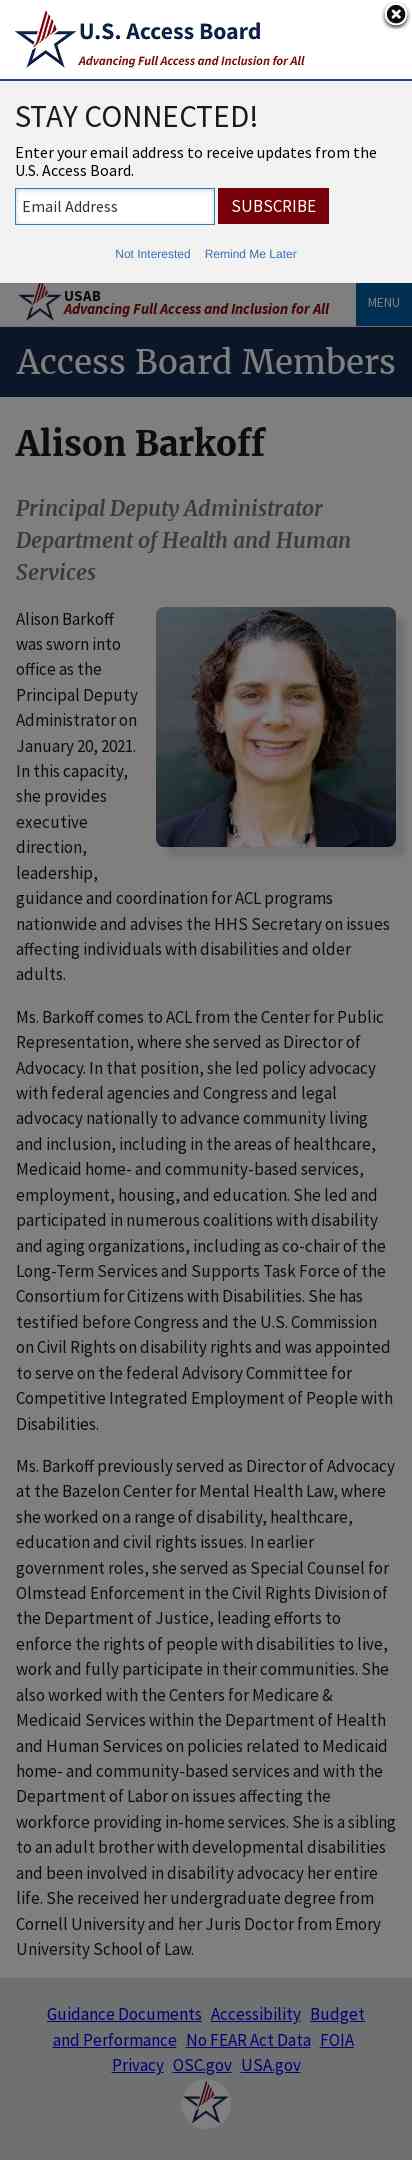 U.S. Access Board
Advancing Full Access and Inclusion for All
STAY CONNECTED!
Enter your email address to receive updates from the
U.S. Access Board.
Email Address
SUBSCRIBE
Not Interested Remind Me Later
USAB
Advancing Full Access and Inclusion for All
MENU
Access Board Members
Alison Barkoff
Principal Deputy Administrator
Department of Health and Human
Services
Alison Barkoff
was sworn into
office as the
Principal Deputy
Administrator on
January 20, 2021.
In this capacity,
she provides
executive
direction,
leadership,
guidance and coordination for ACL programs
nationwide and advises the HHS Secretary on issues
affecting individuals with disabilities and older
adults.
Ms. Barkoff comes to ACL from the Center for Public
Representation, where she served as Director of
Advocacy. In that position, she led policy advocacy
with federal agencies and Congress and legal
advocacy nationally to advance community living
and inclusion, including in the areas of healthcare,
Medicaid home- and community-based services,
employment, housing, and education. She led and
participated in numerous coalitions with disability
and aging organizations, including as co-chair of the
Long-Term Services and Supports Task Force of the
Consortium for Citizens with Disabilities. She has
testified before Congress and the U.S. Commission
on Civil Rights on disability rights and was appointed
to serve on the federal Advisory Committee for
Competitive Integrated Employment of People with
Disabilities.
Ms. Barkoff previously served as Director of Advocacy
at the Bazelon Center for Mental Health Law, where
she worked on a range of disability, healthcare,
education and civil rights issues. In earlier
government roles, she served as Special Counsel for
Olmstead Enforcement in the Civil Rights Division of
the Department of Justice, leading efforts to
enforce the rights of people with disabilities to live,
work and fully participate in their communities. She
also worked with the Centers for Medicare &
Medicaid Services within the Department of Health
and Human Services on policies related to Medicaid
home- and community-based services and with the
Department of Labor on issues affecting the
workforce providing in-home services. She is a sibling
to an adult brother with developmental disabilities
and been involved in disability advocacy her entire
life. She received her undergraduate degree from
Cornell University and her Juris Doctor from Emory
University School of Law.
Guidance Documents Accessibility Budget
and Performance No FEAR Act Data FOIA
Privacy OSC.gov USA.gov